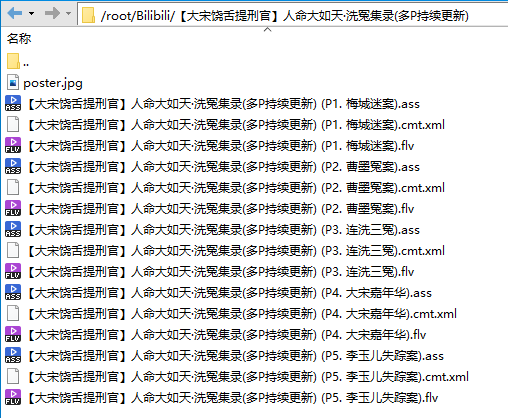 /root/Bilibili/【大宋饶舌提刑官】人命大如天·洗冤集录(多P持续更新)
名称
..
poster.jpg
ASS 【大宋饶舌提刑官】人命大如天·洗冤集录(多P持续更新) (P1. 梅城迷案).ass
【大宋饶舌提刑官】人命大如天·洗冤集录(多P持续更新) (P1. 梅城迷案).cmt.xml
FLV 【大宋饶舌提刑官】人命大如天·洗冤集录(多P持续更新) (P1. 梅城迷案).flv
ASS 【大宋饶舌提刑官】人命大如天·洗冤集录(多P持续更新) (P2. 曹墨冤案).ass
【大宋饶舌提刑官】人命大如天·洗冤集录(多P持续更新) (P2. 曹墨冤案).cmt.xml
FLV 【大宋饶舌提刑官】人命大如天·洗冤集录(多P持续更新) (P2. 曹墨冤案).flv
ASS 【大宋饶舌提刑官】人命大如天·洗冤集录(多P持续更新) (P3. 连洗三冤).ass
【大宋饶舌提刑官】人命大如天·洗冤集录(多P持续更新) (P3. 连洗三冤).cmt.xml
FLV 【大宋饶舌提刑官】人命大如天·洗冤集录(多P持续更新) (P3. 连洗三冤).flv
ASS 【大宋饶舌提刑官】人命大如天·洗冤集录(多P持续更新) (P4. 大宋嘉年华).ass
【大宋饶舌提刑官】人命大如天·洗冤集录(多P持续更新) (P4. 大宋嘉年华).cmt.xml
FLV 【大宋饶舌提刑官】人命大如天·洗冤集录(多P持续更新) (P4. 大宋嘉年华).flv
ASS 【大宋饶舌提刑官】人命大如天·洗冤集录(多P持续更新) (P5. 李玉儿失踪案).ass
【大宋饶舌提刑官】人命大如天·洗冤集录(多P持续更新) (P5. 李玉儿失踪案).cmt.xml
FLV 【大宋饶舌提刑官】人命大如天·洗冤集录(多P持续更新) (P5. 李玉儿失踪案).flv